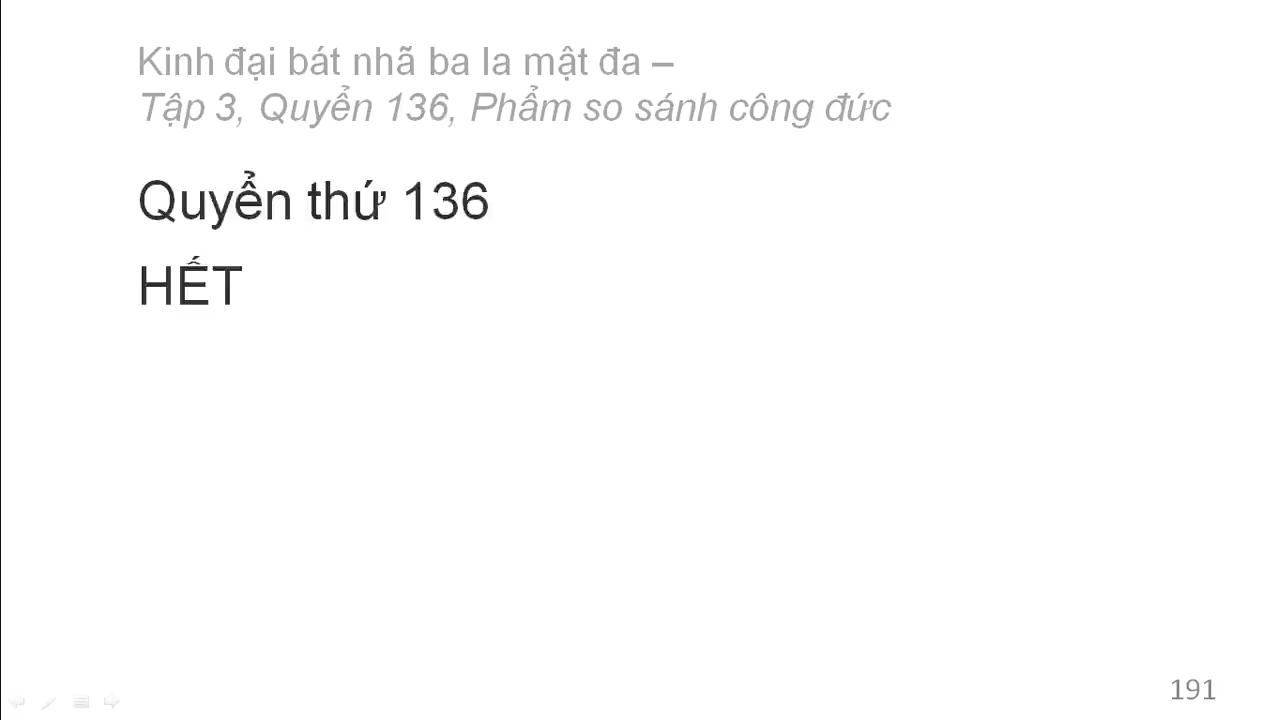 Kinh đại bát nhã ba la mật đa –
Tập 3, Quyển 136, Phẩm so sánh công đức
Quyển thứ 136
HẾT
191